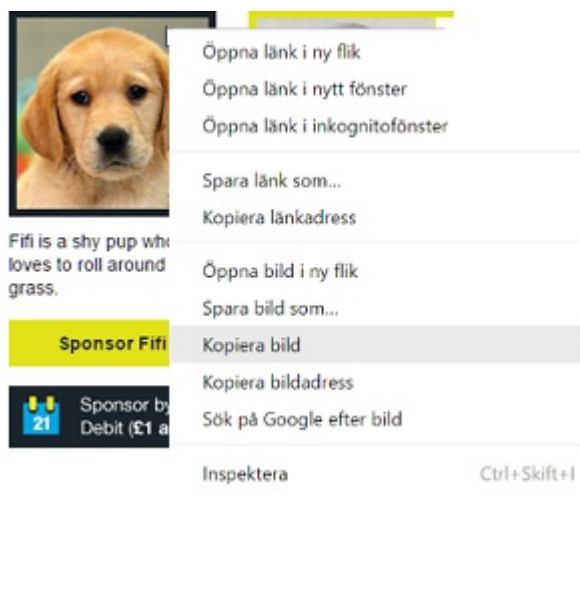 Öppna länk i ny flik
Öppna länk i nytt fönster
Öppna länk i inkognitofönster
Spara länk som...
Kopiera länkadress
Öppna bild i ny flik
Spara bild som...
Kopiera bild
Kopiera bildadress
Sök på Google efter bild
Inspektera Ctrl+Skift+I
Fifi is a shy pup who
loves to roll around
grass.
Sponsor Fifi
21
Sponsor by
Debit (£1 a